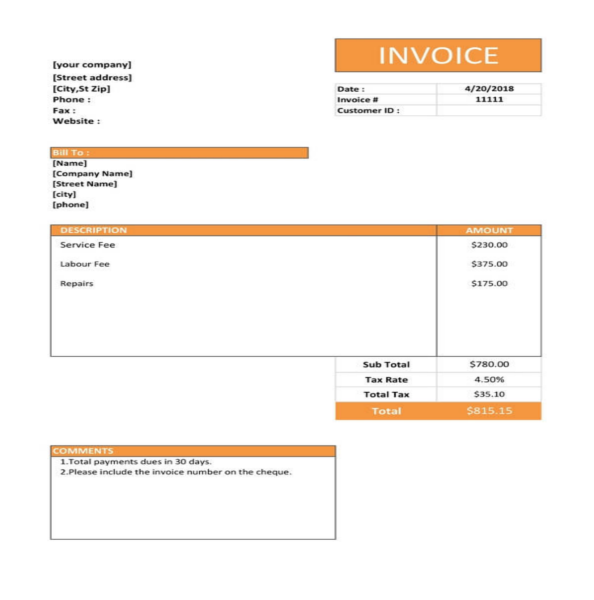 INVOICE
[your company]
[Street address]
[City,St Zip]
Phone :
Fax :
Website :
Date : 4/20/2018
Invoice # 11111
Customer ID :
Bill To :
[Name]
[Company Name]
[Street Name]
[city]
[phone]
DESCRIPTION AMOUNT
Service Fee $230.00
Labour Fee $375.00
Repairs $175.00
Sub Total $780.00
Tax Rate 4.50%
Total Tax $35.10
Total $815.15
COMMENTS
1.Total payments dues in 30 days.
2.Please include the invoice number on the cheque.